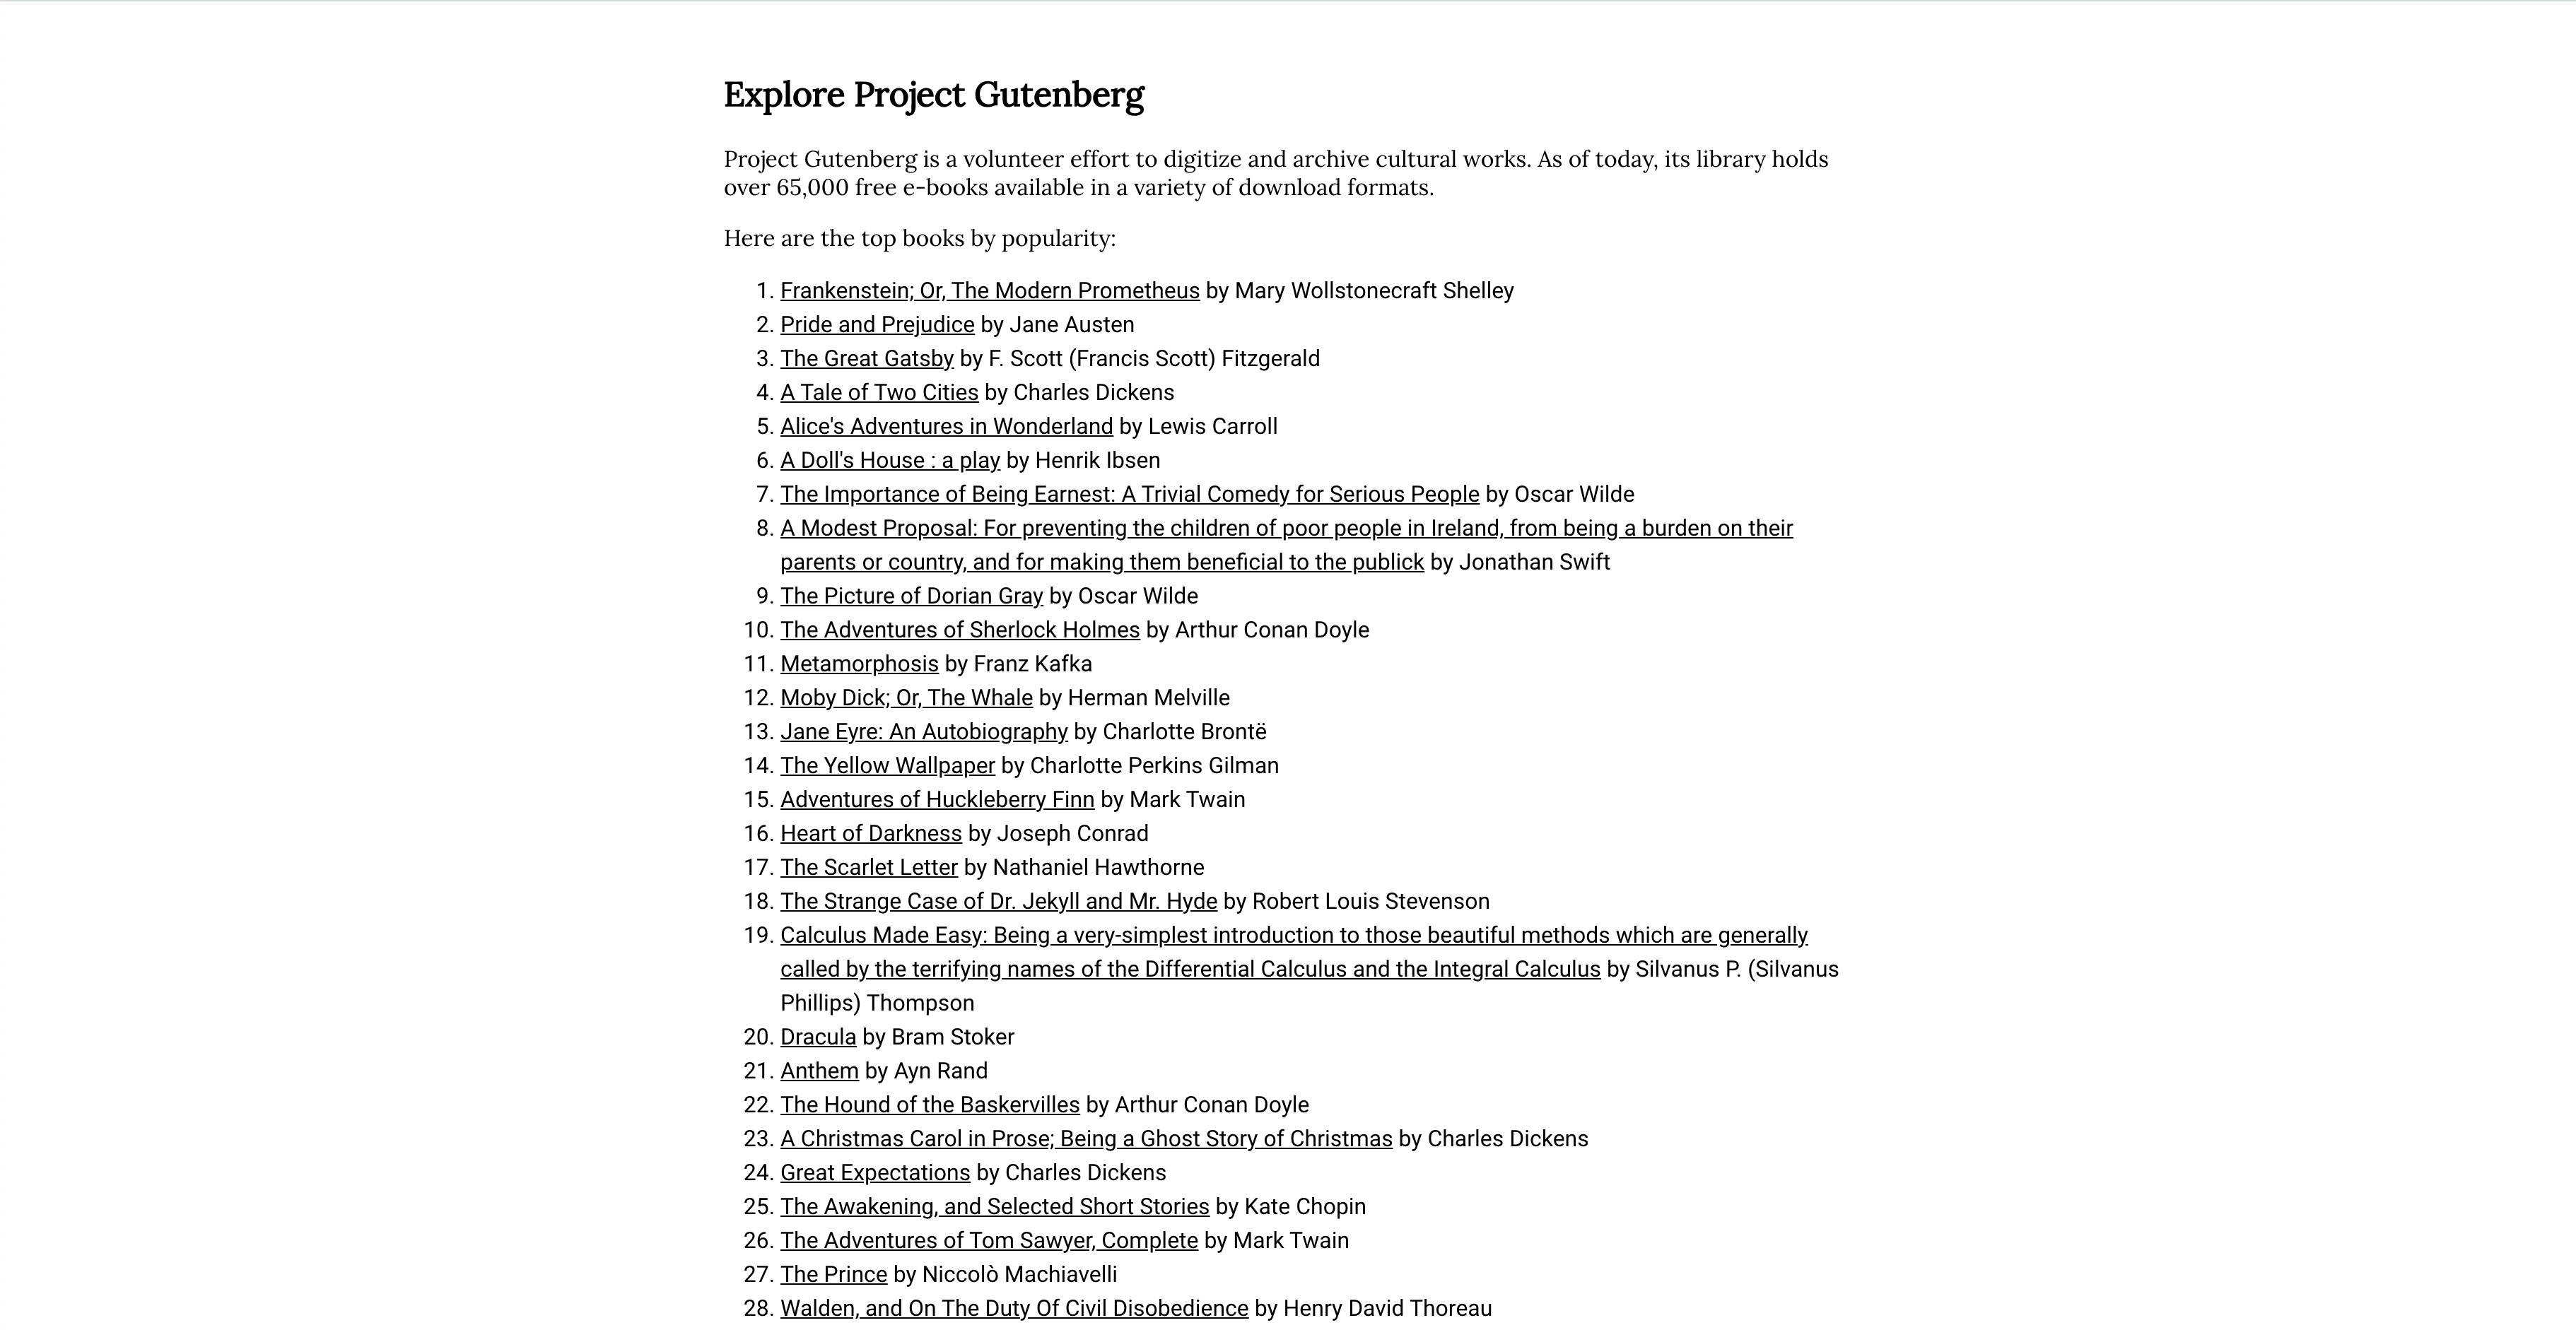 Explore Project Gutenberg
Project Gutenberg is a volunteer effort to digitize and archive cultural works. As of today, its library holds
over 65,000 free e-books available in a variety of download formats.
Here are the top books by popularity:
1. Frankenstein; Or, The Modern Prometheus by Mary Wollstonecraft Shelley
2. Pride and Prejudice by Jane Austen
3. The Great Gatsby by F. Scott (Francis Scott) Fitzgerald
4. A Tale of Two Cities by Charles Dickens
5. Alice's Adventures in Wonderland by Lewis Carroll
6. A Doll's House : a play by Henrik Ibsen
7. The Importance of Being Earnest: A Trivial Comedy for Serious People by Oscar Wilde
8. A Modest Proposal: For preventing the children of poor people in Ireland, from being a burden on their
parents or country, and for making them beneficial to the publick by Jonathan Swift
9. The Picture of Dorian Gray by Oscar Wilde
10. The Adventures of Sherlock Holmes by Arthur Conan Doyle
11. Metamorphosis by Franz Kafka
12. Moby Dick; Or, The Whale by Herman Melville
13. Jane Eyre: An Autobiography by Charlotte Brontë
14. The Yellow Wallpaper by Charlotte Perkins Gilman
15. Adventures of Huckleberry Finn by Mark Twain
16. Heart of Darkness by Joseph Conrad
17. The Scarlet Letter by Nathaniel Hawthorne
18. The Strange Case of Dr. Jekyll and Mr. Hyde by Robert Louis Stevenson
19. Calculus Made Easy: Being a very-simplest introduction to those beautiful methods which are generally
called by the terrifying names of the Differential Calculus and the Integral Calculus by Silvanus P. (Silvanus
Phillips) Thompson
20. Dracula by Bram Stoker
21. Anthem by Ayn Rand
22. The Hound of the Baskervilles by Arthur Conan Doyle
23. A Christmas Carol in Prose; Being a Ghost Story of Christmas by Charles Dickens
24. Great Expectations by Charles Dickens
25. The Awakening, and Selected Short Stories by Kate Chopin
26. The Adventures of Tom Sawyer, Complete by Mark Twain
27. The Prince by Niccolò Machiavelli
28. Walden, and On The Duty Of Civil Disobedience by Henry David Thoreau